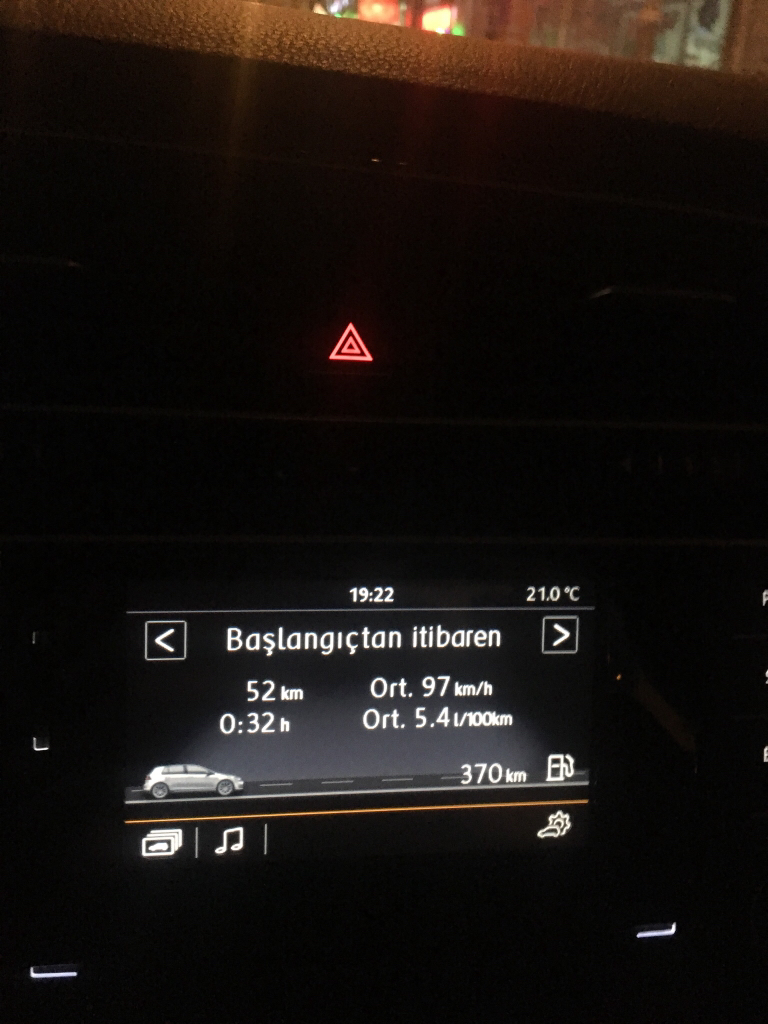 19:22 21.0 °C
< Başlangıçtan itibaren >
52 km Ort. 97 km/h
0:32 h Ort. 5.4 l/100km
370 km